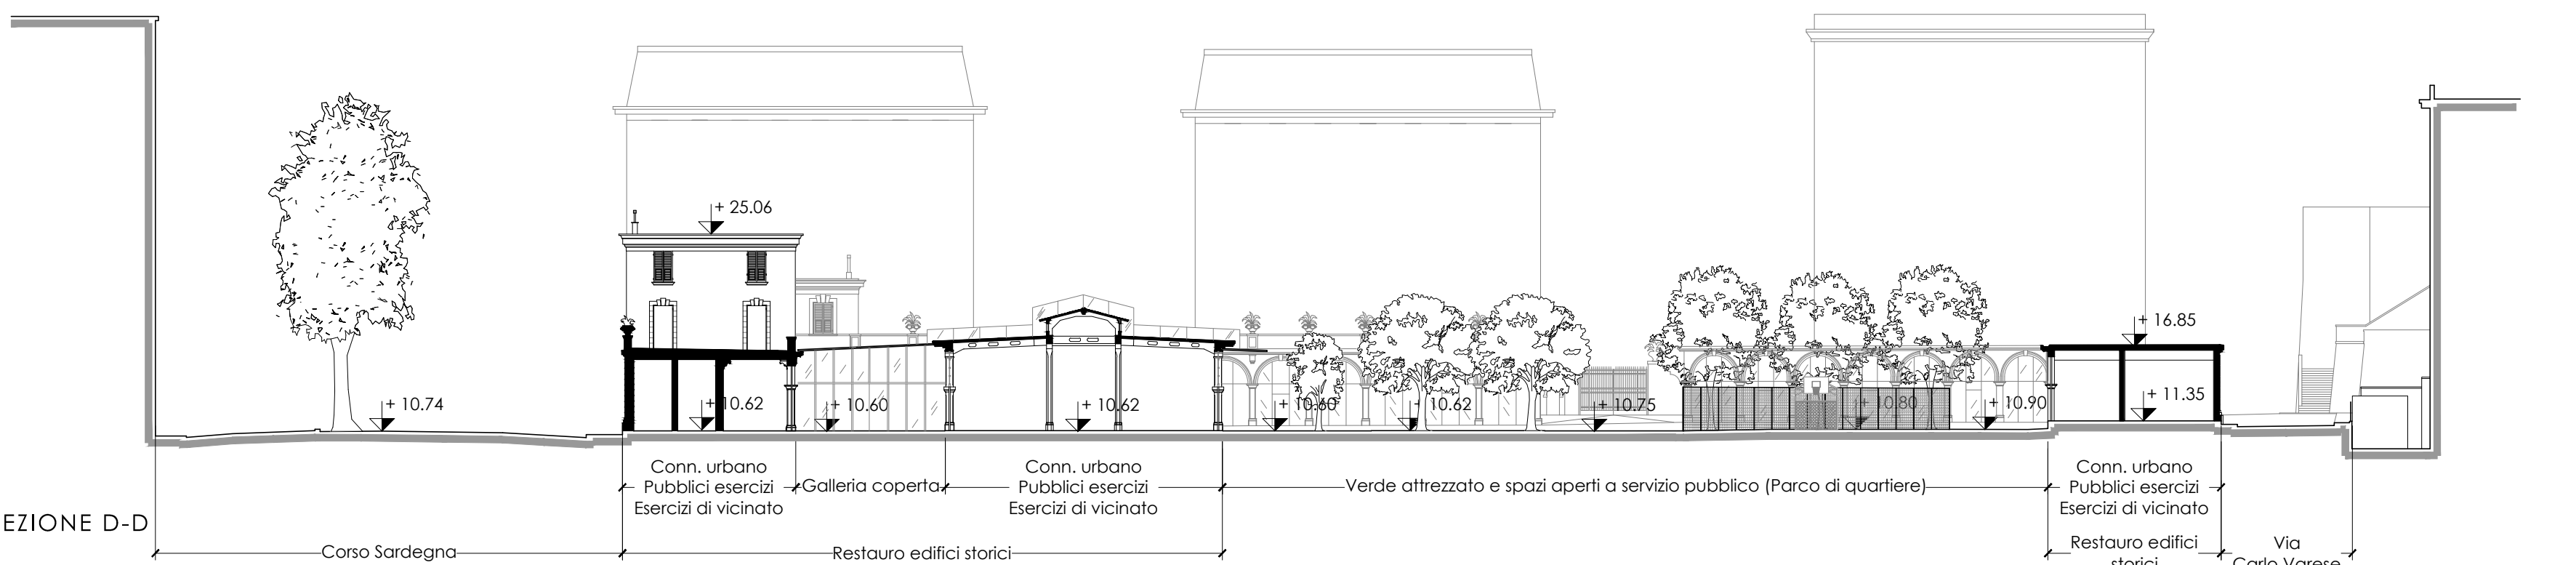 + 25.06
+ 16.85
+ 10.74
+ 10.62
+ 10.60
+ 10.62
+ 10.60
+ 10.62
+ 10.75
+ 10.80
+ 10.90
+ 11.35
Conn. urbano
Pubblici esercizi
Esercizi di vicinato
Galleria coperta
Conn. urbano
Pubblici esercizi
Esercizi di vicinato
Verde attrezzato e spazi aperti a servizio pubblico (Parco di quartiere)
Conn. urbano
Pubblici esercizi
Esercizi di vicinato
EZIONE D-D
Corso Sardegna
Restauro edifici storici
Restauro edifici
storici
Via
Carlo Varese